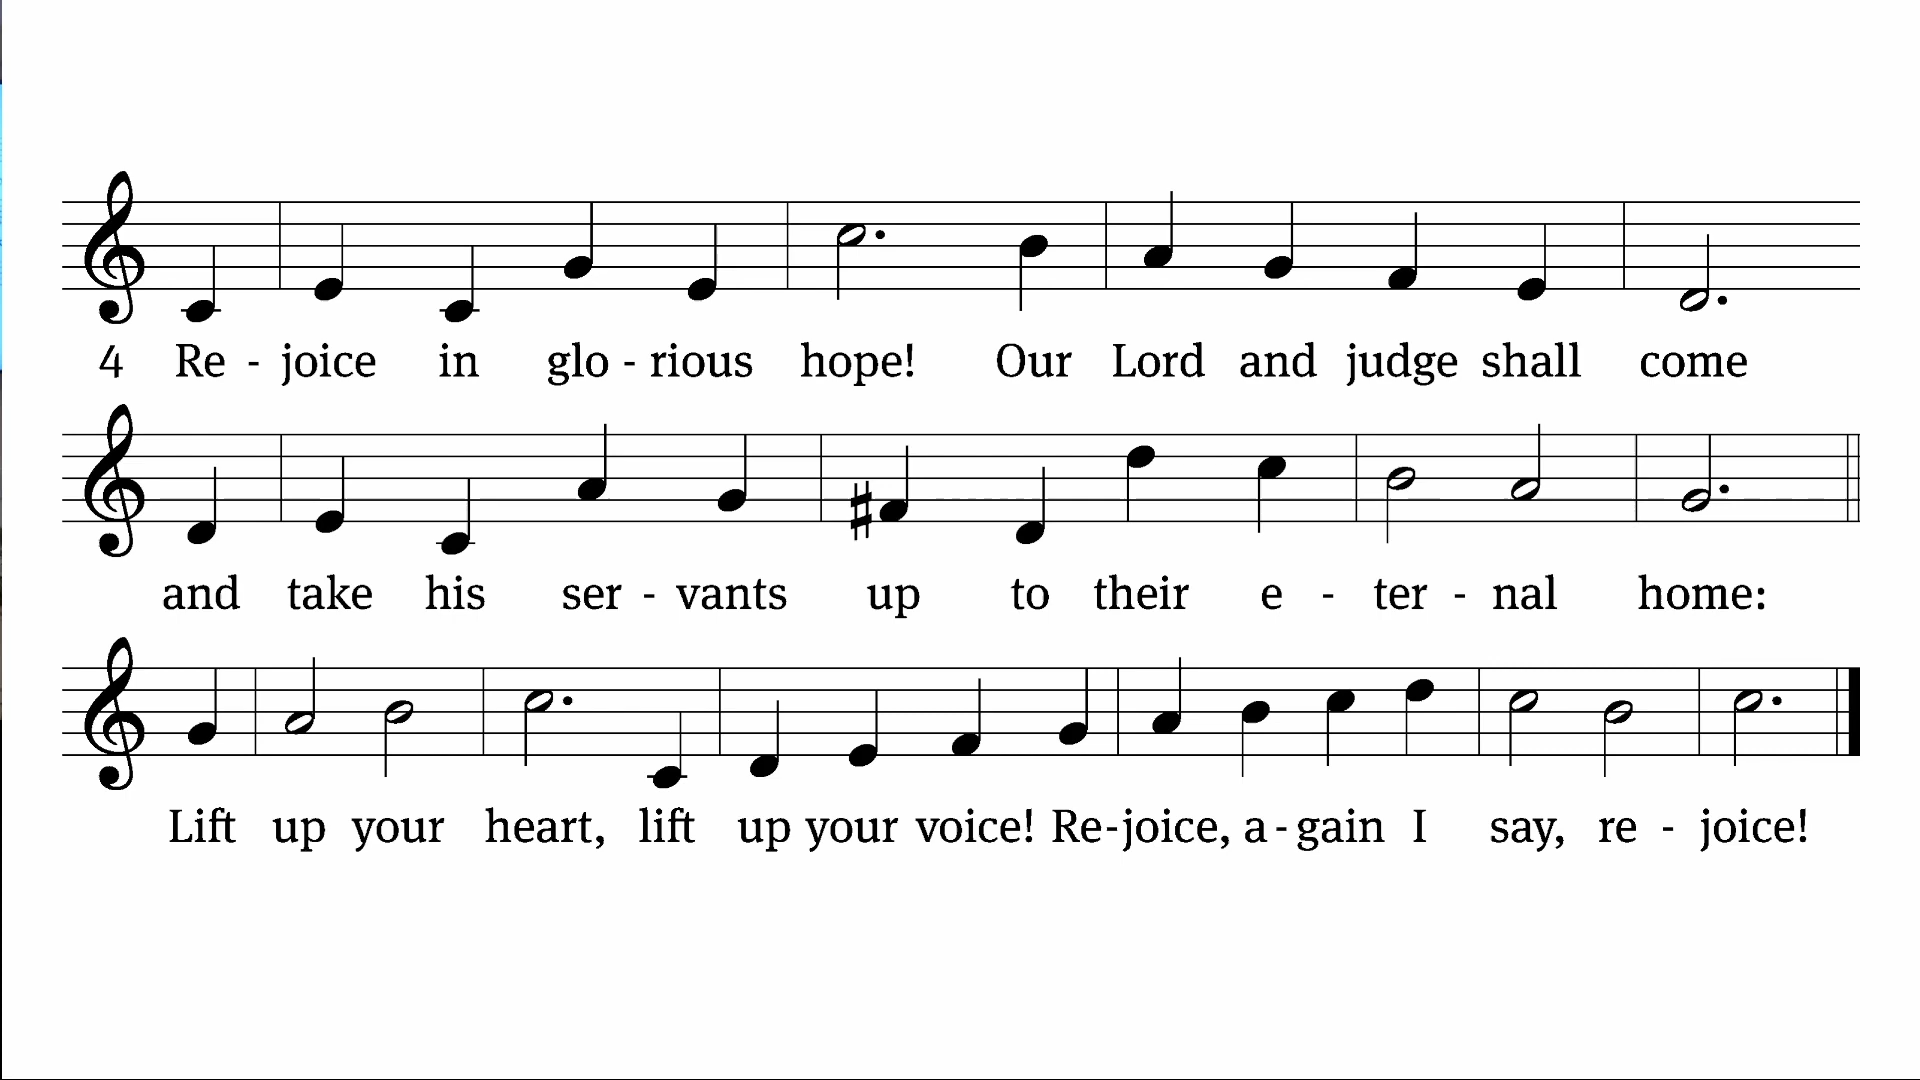 4 Re - joice in glo - rious hope! Our Lord and judge shall come
and take his ser - vants up to their e - ter - nal home:
Lift up your heart, lift up your voice! Re-joice, a-gain I say, re - joice!